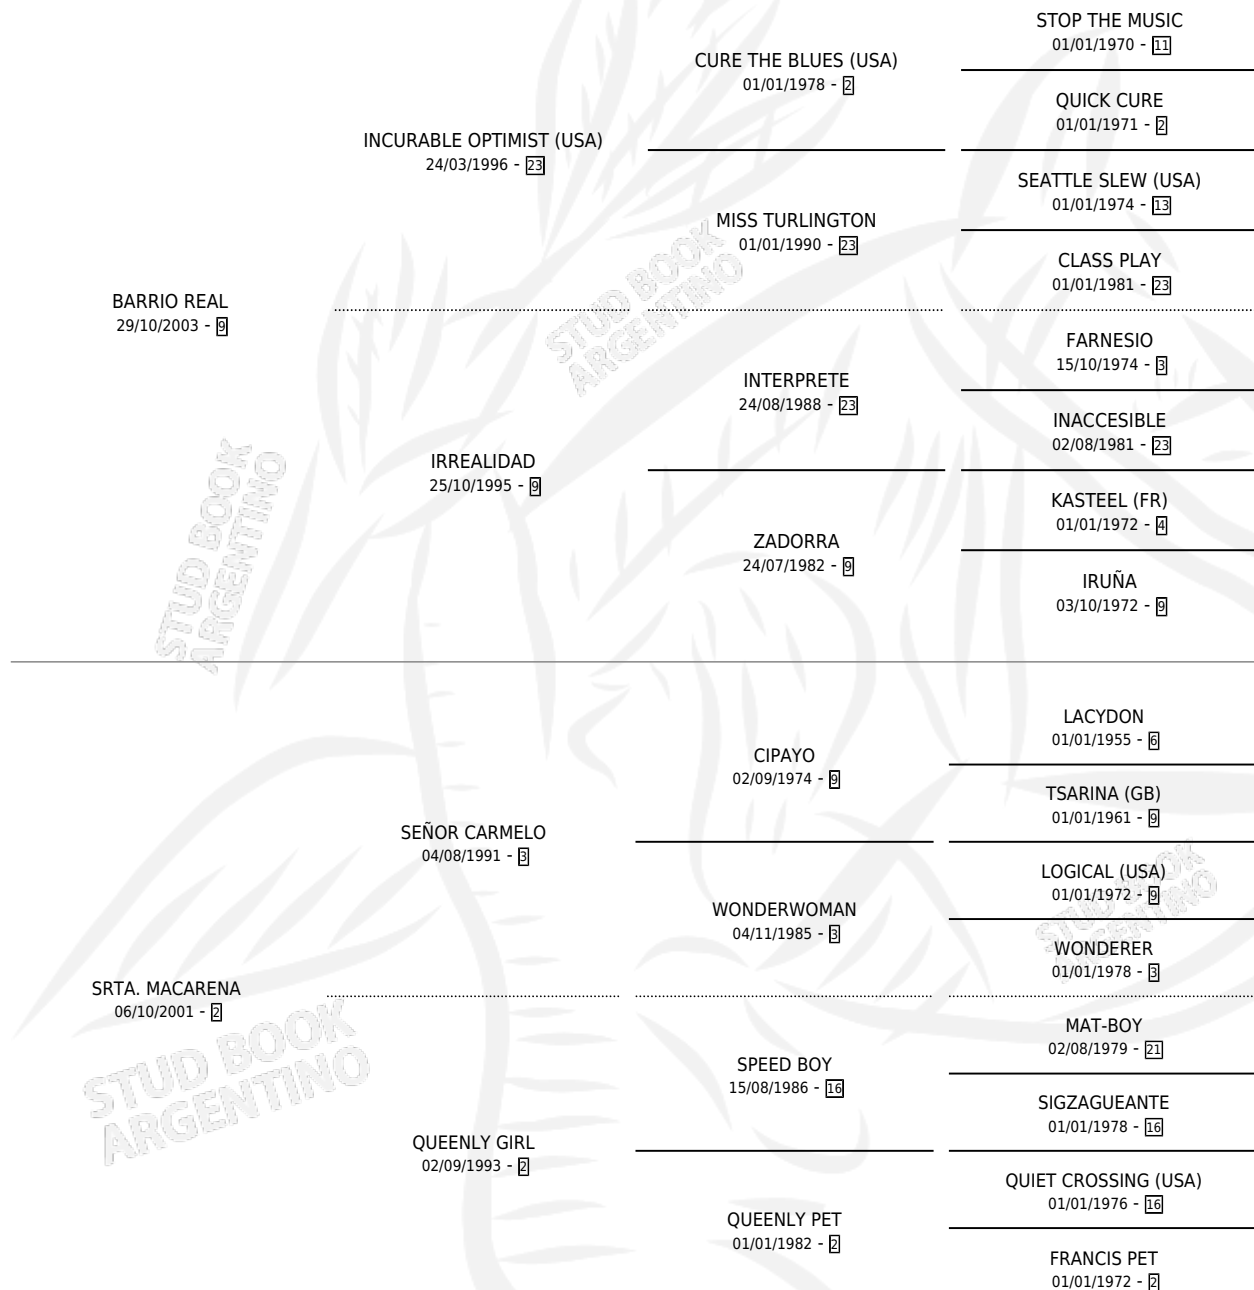 STOP THE MUSIC
01/01/1970 - 11
CURE THE BLUES (USA)
01/01/1978 - 2
QUICK CURE
01/01/1971 - 2
INCURABLE OPTIMIST (USA)
24/03/1996 - 23
SEATTLE SLEW (USA)
01/01/1974 - 13
MISS TURLINGTON
01/01/1990 - 23
CLASS PLAY
01/01/1981 - 23
BARRIO REAL
29/10/2003 - 9
STUD BOOK
ARGENTINO
FARNESIO
15/10/1974 - 3
INTERPRETE
24/08/1988 - 23
INACCESIBLE
02/08/1981 - 23
IRREALIDAD
25/10/1995 - 9
KASTEEL (FR)
01/01/1972 - 4
ZADORRA
24/07/1982 - 9
IRUÑA
03/10/1972 - 9
STUD BOOK
ARGENTINO
LACYDON
01/01/1955 - 6
CIPAYO
02/09/1974 - 9
TSARINA (GB)
01/01/1961 - 9
SEÑOR CARMELO
04/08/1991 - 3
LOGICAL (USA)
01/01/1972 - 9
WONDERWOMAN
04/11/1985 - 3
STUD BOOK
ARGENTINO
WONDERER
01/01/1978 - 3
SRTA. MACARENA
06/10/2001 - 2
STUD BOOK
ARGENTINO
MAT-BOY
02/08/1979 - 21
SPEED BOY
15/08/1986 - 16
SIGZAGUEANTE
01/01/1978 - 16
QUEENLY GIRL
02/09/1993 - 2
QUIET CROSSING (USA)
01/01/1976 - 16
QUEENLY PET
01/01/1982 - 2
FRANCIS PET
01/01/1972 - 2